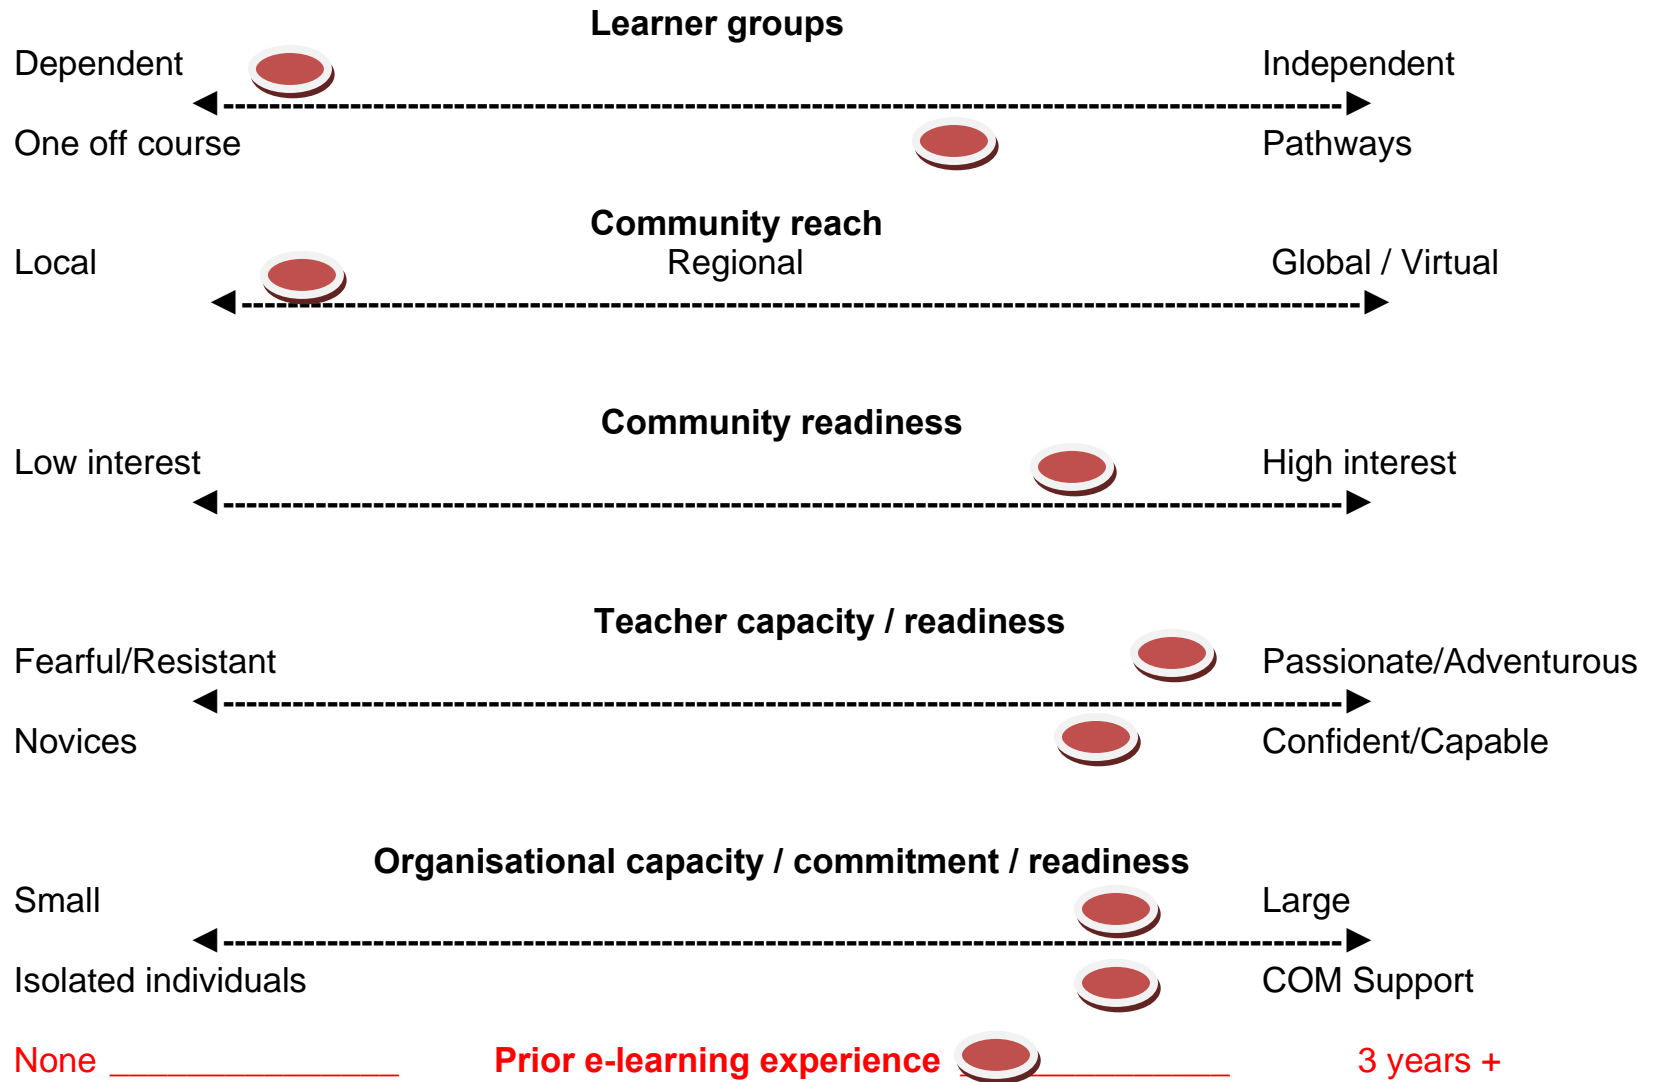 Learner groups
Dependent Independent
One off course Pathways
Community reach
Local Regional Global / Virtual
Community readiness
Low interest High interest
Teacher capacity / readiness
Fearful/Resistant Passionate/Adventurous
Novices Confident/Capable
Organisational capacity / commitment / readiness
Small Large
Isolated individuals COM Support
None _______________ Prior e-learning experience ______________ 3 years +